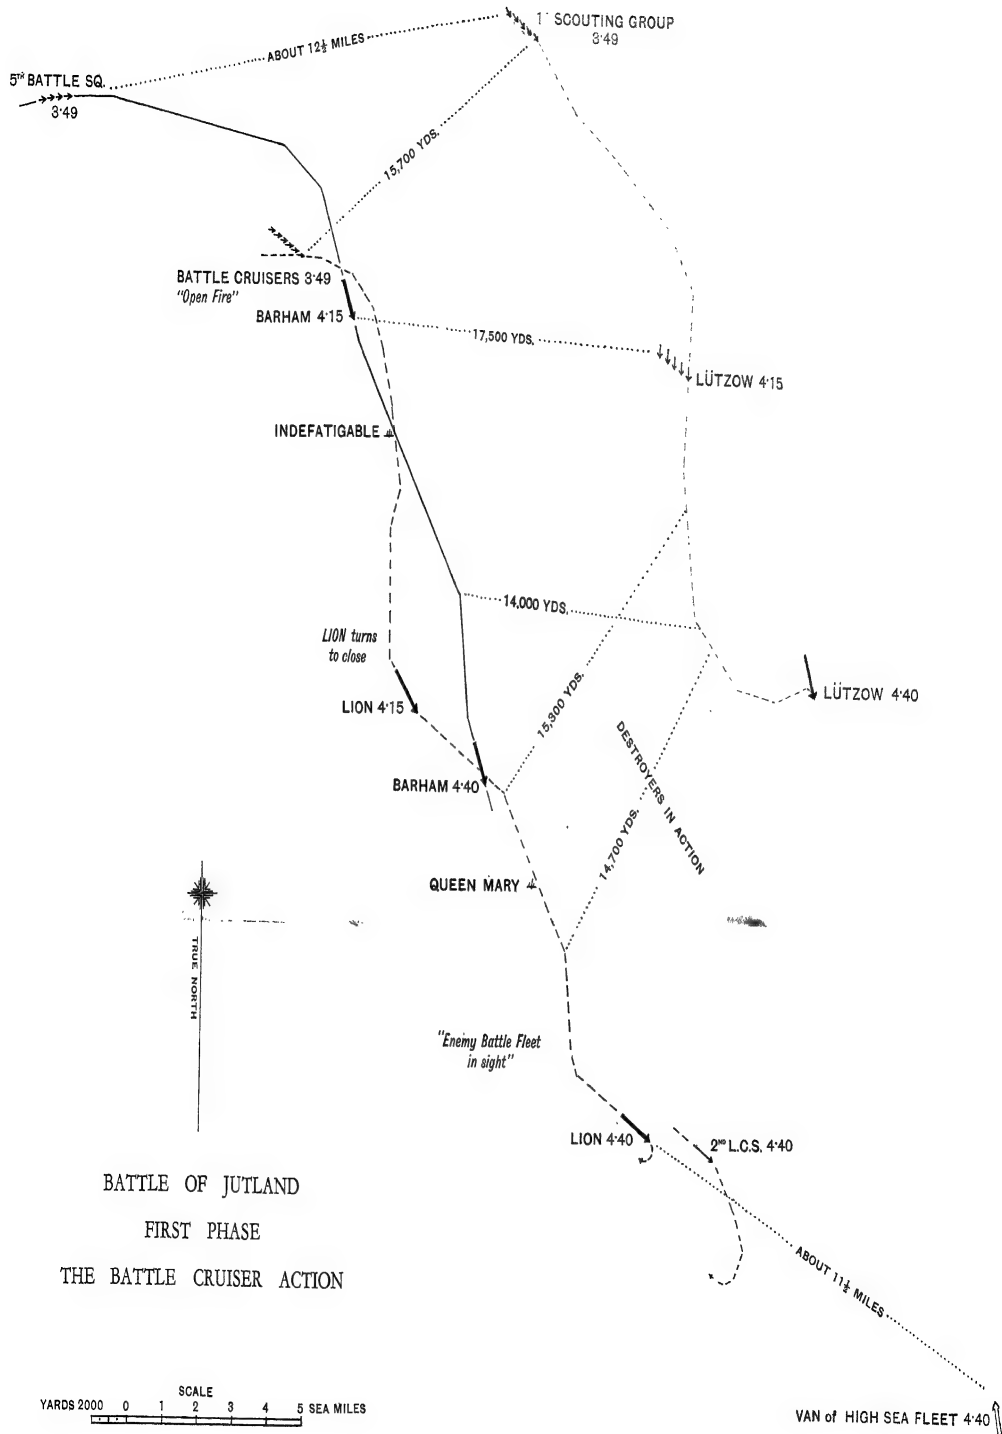 1ˢᵗ SCOUTING GROUP
3·49
ABOUT 12½ MILES
5ᵀᴴ BATTLE SQ.
3·49
15,700 YDS.
BATTLE CRUISERS 3·49
"Open Fire"
BARHAM 4·15
17,500 YDS.
LÜTZOW 4·15
INDEFATIGABLE
14,000 YDS.
LION turns
to close
15,300 YDS.
LÜTZOW 4·40
LION 4·15
DESTROYERS IN ACTION
BARHAM 4·40
14,700 YDS.
QUEEN MARY
TRUE NORTH
"Enemy Battle Fleet
in sight"
LION 4·40
2ᴺᴰ L.C.S. 4·40
BATTLE OF JUTLAND
FIRST PHASE
THE BATTLE CRUISER ACTION
ABOUT 11½ MILES
SCALE
YARDS 2000 0 1 2 3 4 5 SEA MILES
VAN of HIGH SEA FLEET 4·40